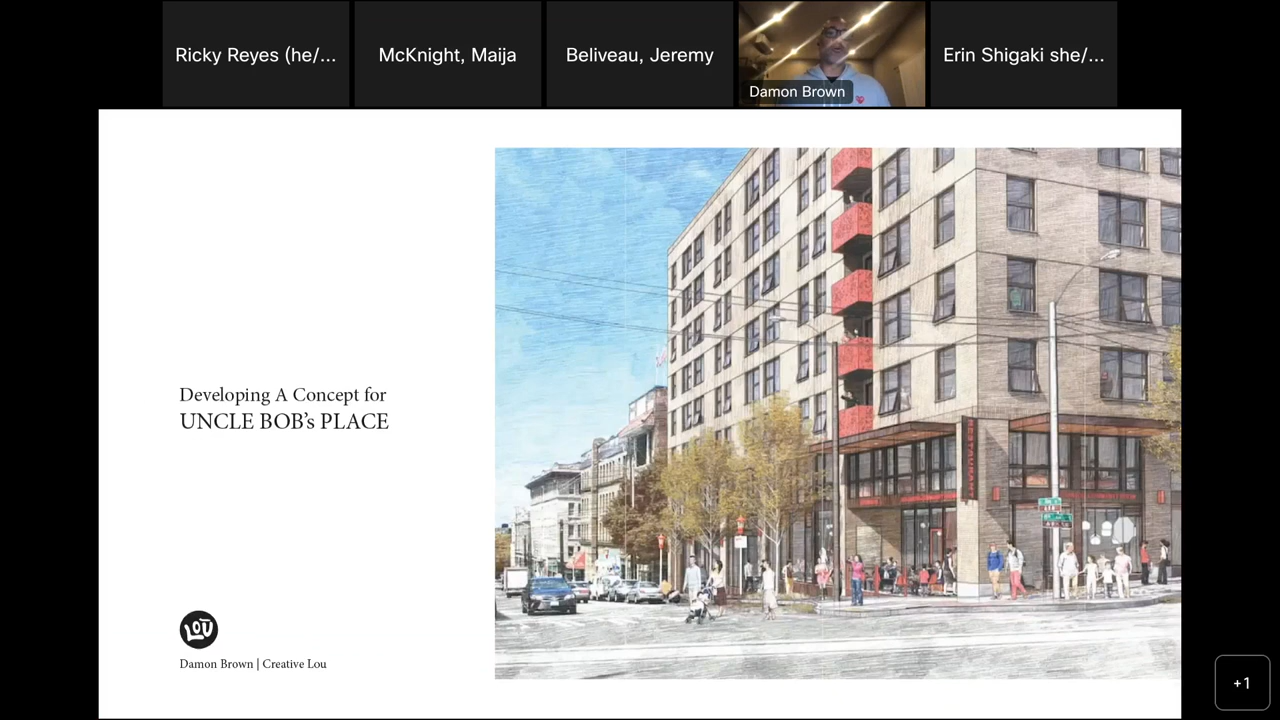 Ricky Reyes (he/...
McKnight, Maija
Beliveau, Jeremy
Damon Brown
Erin Shigaki she/...
Developing A Concept for
UNCLE BOB's PLACE
RESTAURANT
LOU
Damon Brown | Creative Lou
+1